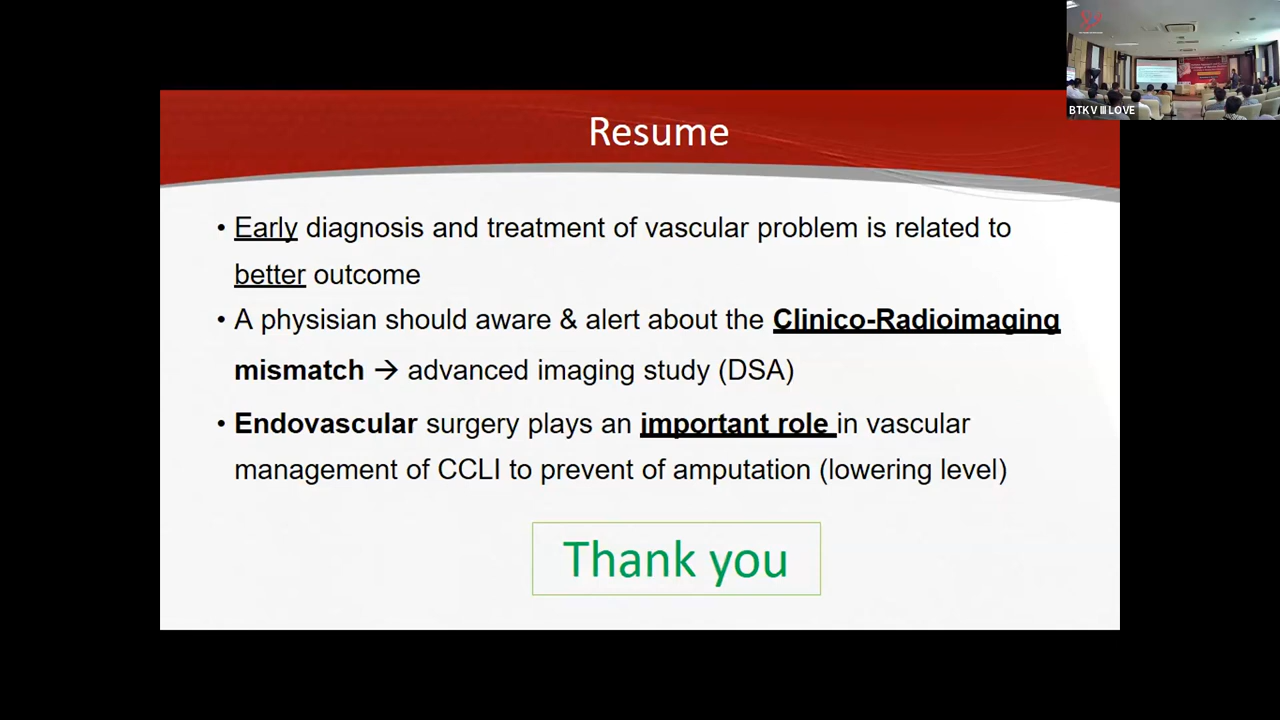 Resume
• Early diagnosis and treatment of vascular problem is related to
better outcome
• A physisian should aware & alert about the Clinico-Radioimaging
mismatch → advanced imaging study (DSA)
• Endovascular surgery plays an important role in vascular
management of CCLI to prevent of amputation (lowering level)
Thank you
BTKV III LOVE